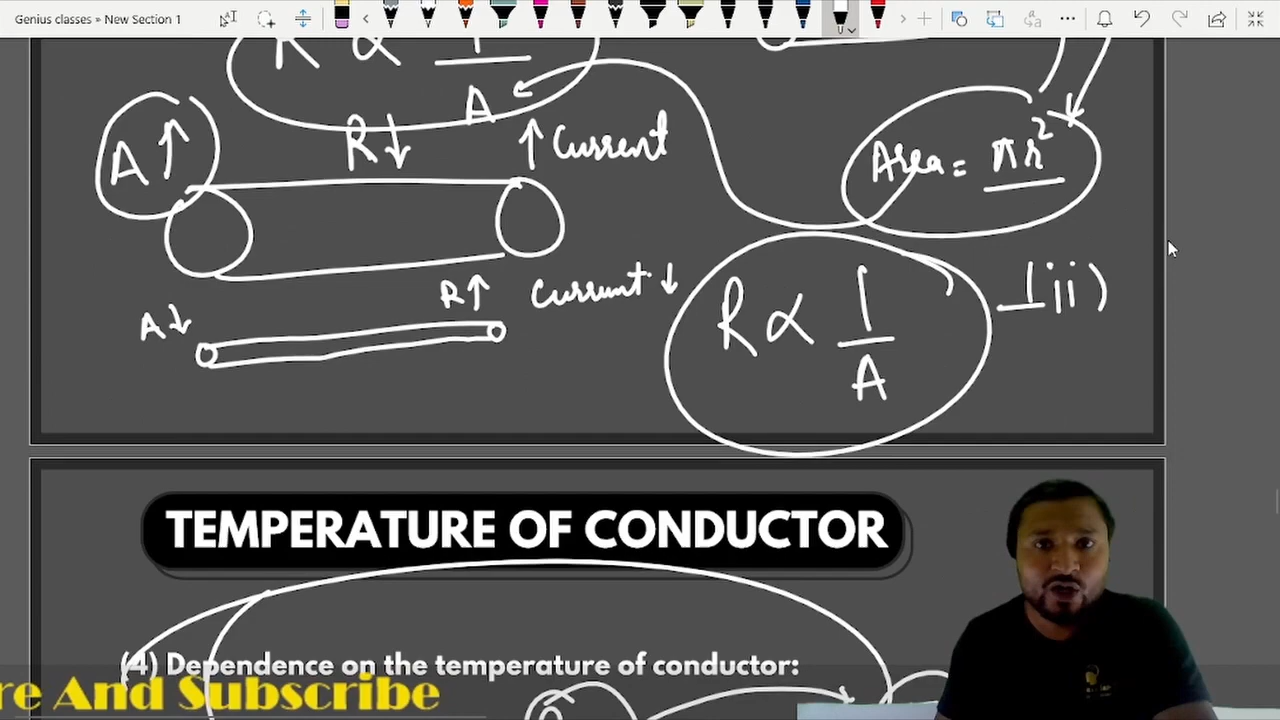 Genius classes » New Section 1
R ∝ 1/A
A↑ R↓ ↑ Current
Area = πr²
A↓ R↑ Current ↓
R ∝ 1/A
ii)
TEMPERATURE OF CONDUCTOR
(4) Dependence on the temperature of conductor:
re And Subscribe